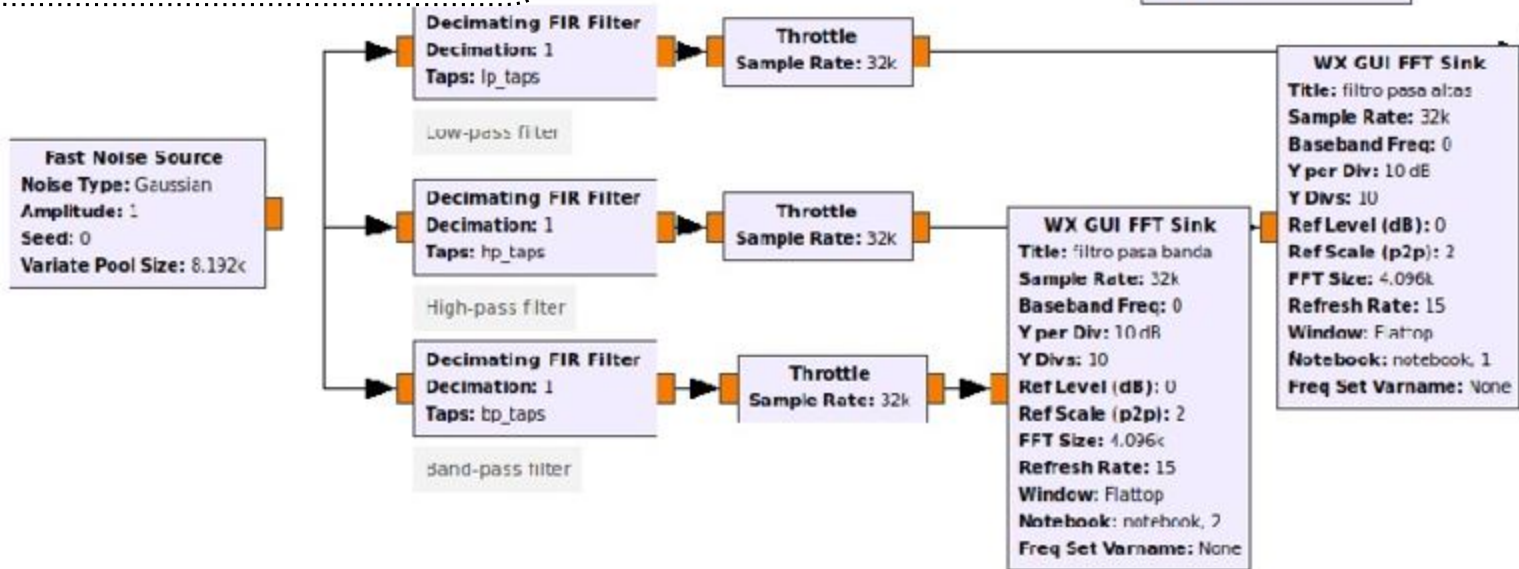 Fast Noise Source
Noise Type: Gaussian
Amplitude: 1
Seed: 0
Variate Pool Size: 8.192k
Decimating FIR Filter
Decimation: 1
Taps: lp_taps
Low-pass filter
Throttle
Sample Rate: 32k
Decimating FIR Filter
Decimation: 1
Taps: hp_taps
High-pass filter
Throttle
Sample Rate: 32k
Decimating FIR Filter
Decimation: 1
Taps: bp_taps
Band-pass filter
Throttle
Sample Rate: 32k
WX GUI FFT Sink
Title: filtro pasa banda
Sample Rate: 32k
Baseband Freq: 0
Y per Div: 10 dB
Y Divs: 10
Ref Level (dB): 0
Ref Scale (p2p): 2
FFT Size: 4.096k
Refresh Rate: 15
Window: Flattop
Notebook: notebook, 2
Freq Set Varname: None
WX GUI FFT Sink
Title: filtro pasa altas
Sample Rate: 32k
Baseband Freq: 0
Y per Div: 10 dB
Y Divs: 10
Ref Level (dB): 0
Ref Scale (p2p): 2
FFT Size: 4.096k
Refresh Rate: 15
Window: Flattop
Notebook: notebook, 1
Freq Set Varname: None